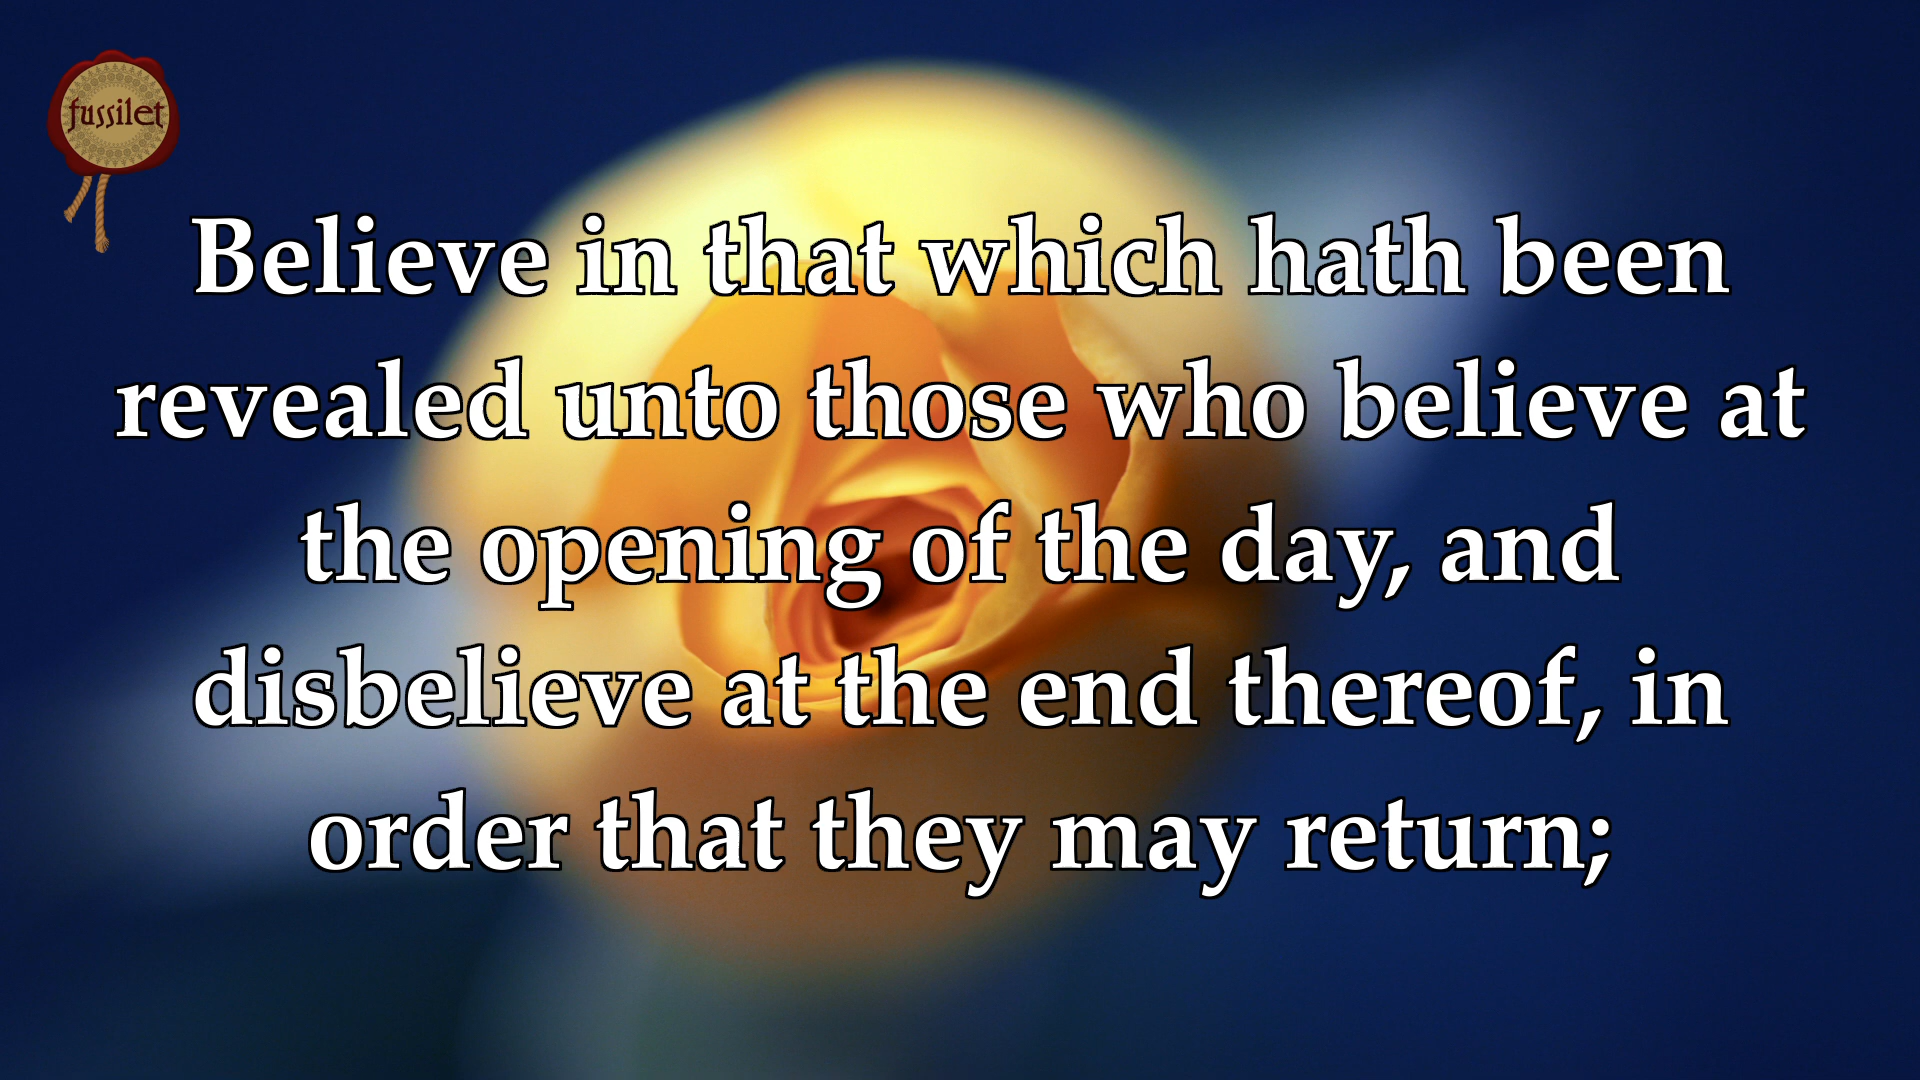 fussilet
Believe in that which hath been
revealed unto those who believe at
the opening of the day, and
disbelieve at the end thereof, in
order that they may return;